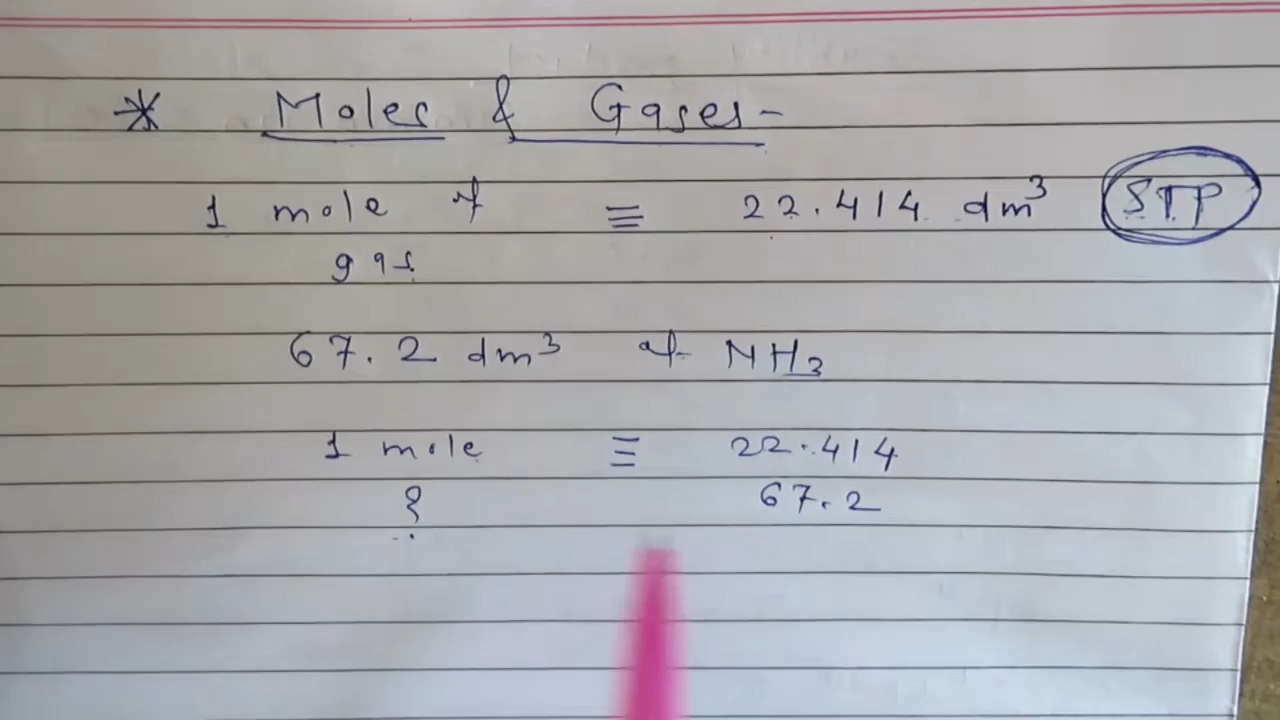 * Moles & Gases-
1 mole of ≡ 22.414 dm³ STP
gas
67.2 dm³ of NH₃
1 mole ≡ 22.414
? 67.2